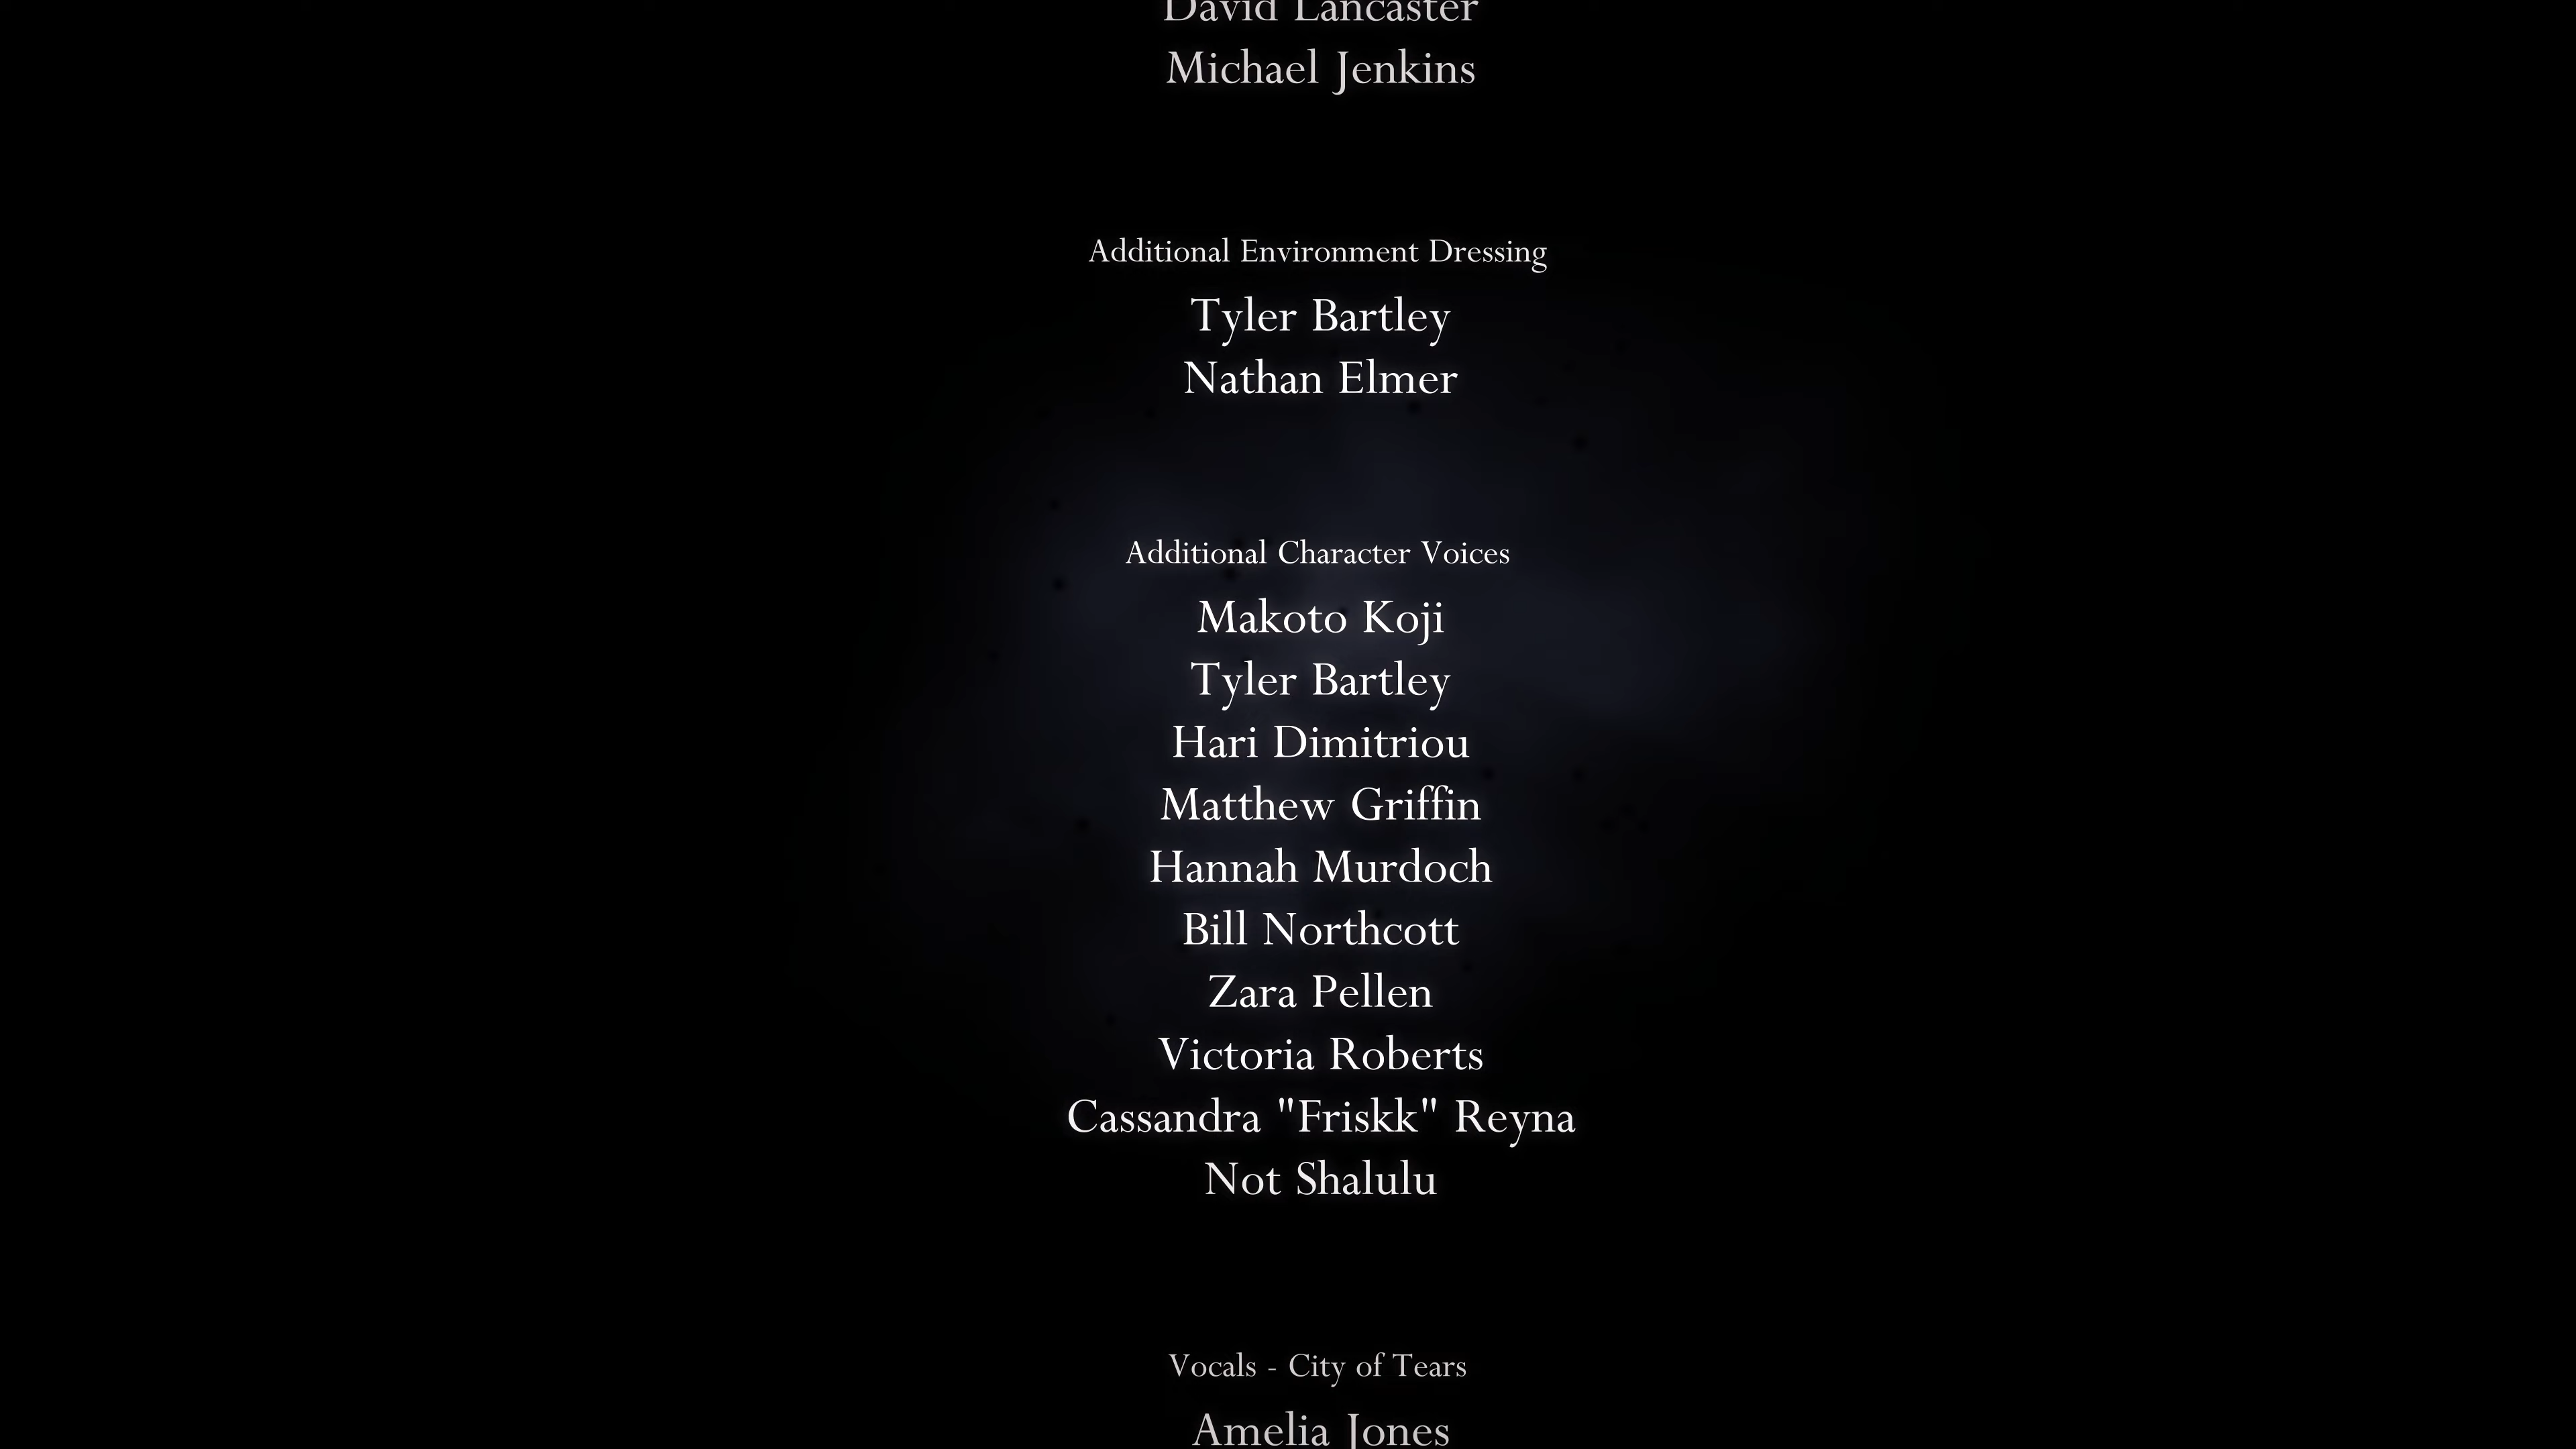 David Lancaster
Michael Jenkins
Additional Environment Dressing
Tyler Bartley
Nathan Elmer
Additional Character Voices
Makoto Koji
Tyler Bartley
Hari Dimitriou
Matthew Griffin
Hannah Murdoch
Bill Northcott
Zara Pellen
Victoria Roberts
Cassandra "Friskk" Reyna
Not Shalulu
Vocals - City of Tears
Amelia Jones